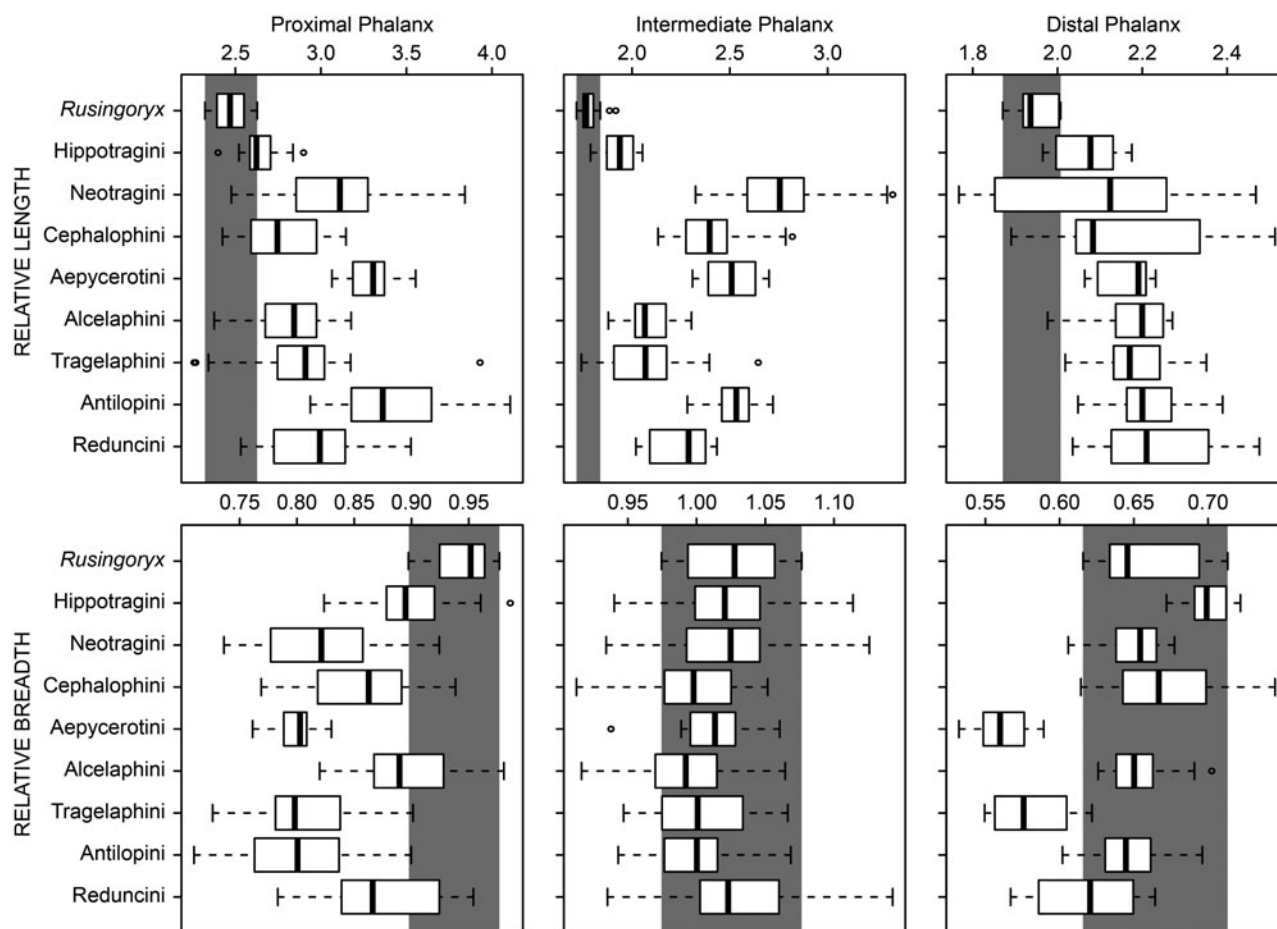 Proximal Phalanx Intermediate Phalanx Distal Phalanx
2.5 3.0 3.5 4.0 2.0 2.5 3.0 1.8 2.0 2.2 2.4
RELATIVE LENGTH
Rusingoryx
Hippotragini
Neotragini
Cephalophini
Aepycerotini
Alcelaphini
Tragelaphini
Antilopini
Reduncini
0.75 0.80 0.85 0.90 0.95 0.95 1.00 1.05 1.10 0.55 0.60 0.65 0.70
RELATIVE BREADTH
Rusingoryx
Hippotragini
Neotragini
Cephalophini
Aepycerotini
Alcelaphini
Tragelaphini
Antilopini
Reduncini